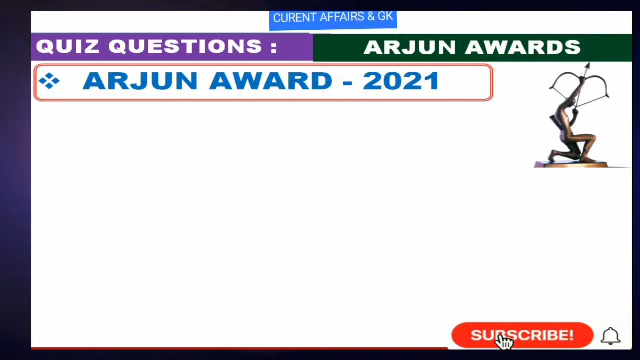 CURENT AFFAIRS & GK
QUIZ QUESTIONS : ARJUN AWARDS
❖ ARJUN AWARD - 2021
SUBSCRIBE!